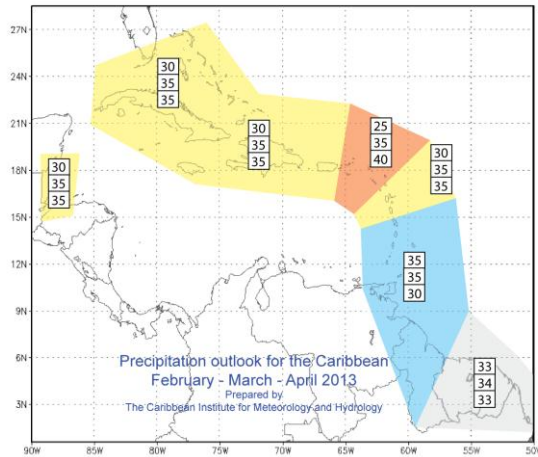 27N
24N
21N
18N
15N
12N
9N
6N
3N
30
35
35
30
35
35
25
35
40
30
35
35
30
35
35
35
35
30
33
34
33
Precipitation outlook for the Caribbean
February - March - April 2013
Prepared by
The Caribbean Institute for Meteorology and Hydrology
90W 85W 80W 75W 70W 65W 60W 55W 50W